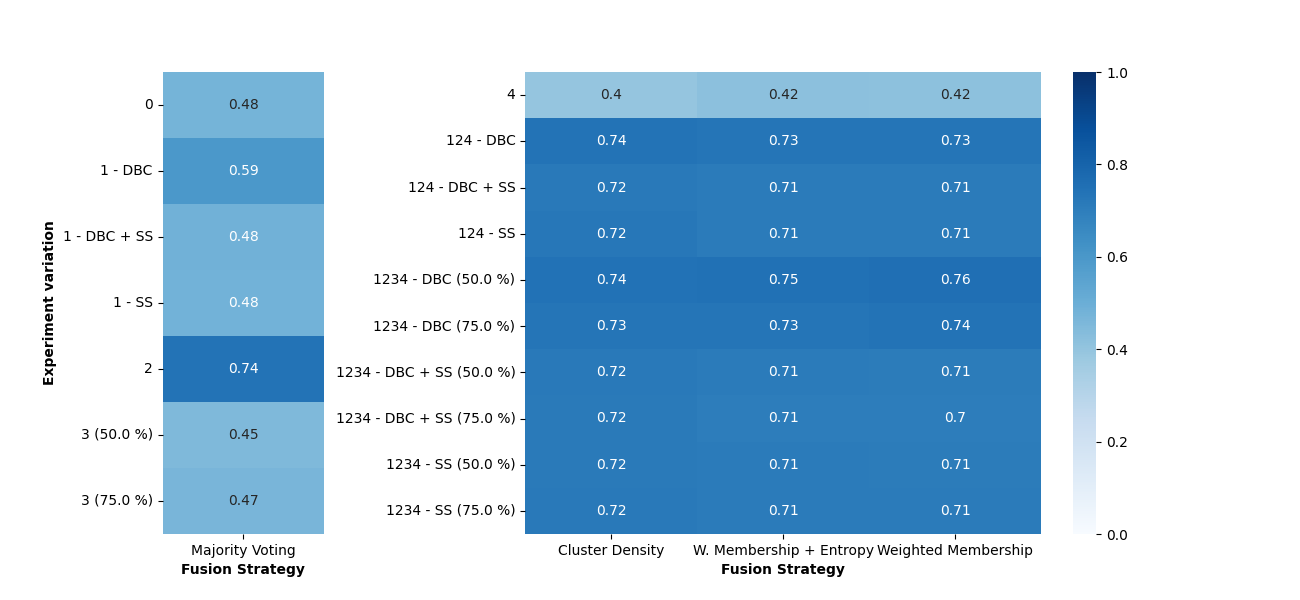 Experiment variation
0 0.48
1 - DBC 0.59
1 - DBC + SS 0.48
1 - SS 0.48
2 0.74
3 (50.0 %) 0.45
3 (75.0 %) 0.47
Majority Voting
Fusion Strategy
4 0.4 0.42 0.42
124 - DBC 0.74 0.73 0.73
124 - DBC + SS 0.72 0.71 0.71
124 - SS 0.72 0.71 0.71
1234 - DBC (50.0 %) 0.74 0.75 0.76
1234 - DBC (75.0 %) 0.73 0.73 0.74
1234 - DBC + SS (50.0 %) 0.72 0.71 0.71
1234 - DBC + SS (75.0 %) 0.72 0.71 0.7
1234 - SS (50.0 %) 0.72 0.71 0.71
1234 - SS (75.0 %) 0.72 0.71 0.71
Cluster Density W. Membership + Entropy Weighted Membership
Fusion Strategy
1.0
0.8
0.6
0.4
0.2
0.0